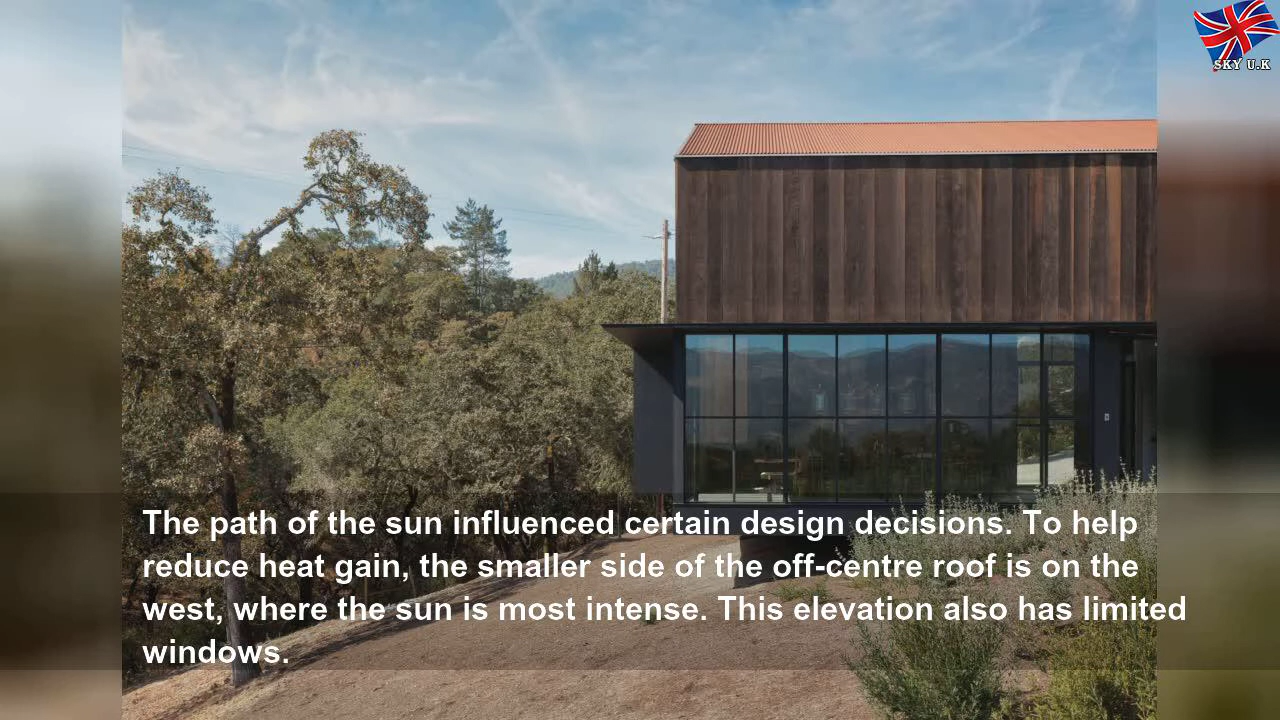 SKY U.K
The path of the sun influenced certain design decisions. To help
reduce heat gain, the smaller side of the off-centre roof is on the
west, where the sun is most intense. This elevation also has limited
windows.